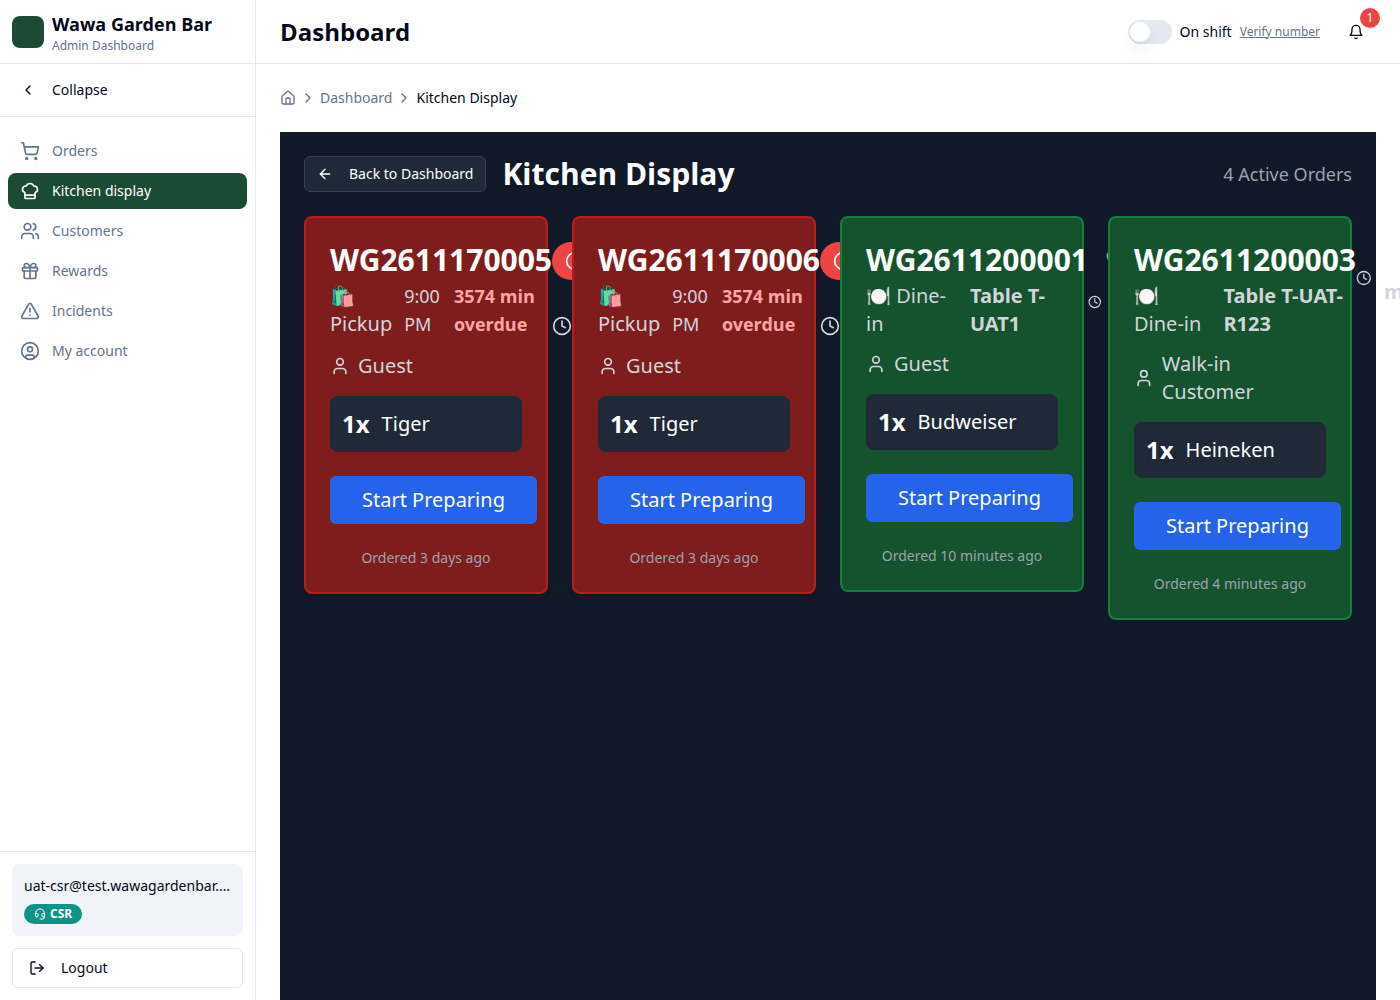 Wawa Garden Bar
Admin Dashboard
Collapse
Orders
Kitchen display
Customers
Rewards
Incidents
My account
uat-csr@test.wawagardenbar....
CSR
Logout
Dashboard
On shift Verify number
1
Dashboard Kitchen Display
Back to Dashboard
Kitchen Display
4 Active Orders
WG2611170005
Pickup
9:00 PM
3574 min overdue
Guest
1x Tiger
Start Preparing
Ordered 3 days ago
WG2611170006
Pickup
9:00 PM
3574 min overdue
Guest
1x Tiger
Start Preparing
Ordered 3 days ago
WG2611200001
Dine-in
Table T-UAT1
Guest
1x Budweiser
Start Preparing
Ordered 10 minutes ago
WG2611200003
Dine-in
Table T-UAT-R123
Walk-in Customer
1x Heineken
Start Preparing
Ordered 4 minutes ago